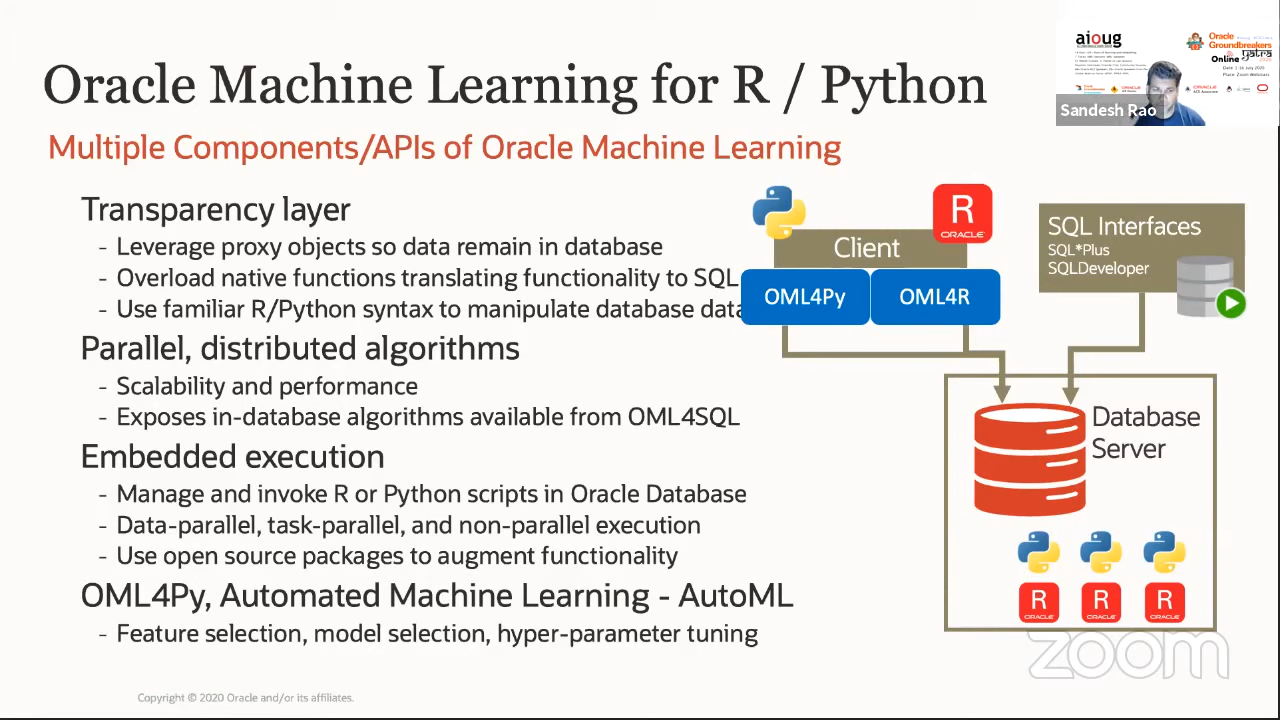 Oracle Machine Learning for R / Python
Multiple Components/APIs of Oracle Machine Learning
Transparency layer
- Leverage proxy objects so data remain in database
- Overload native functions translating functionality to SQL
- Use familiar R/Python syntax to manipulate database data
Parallel, distributed algorithms
- Scalability and performance
- Exposes in-database algorithms available from OML4SQL
Embedded execution
- Manage and invoke R or Python scripts in Oracle Database
- Data-parallel, task-parallel, and non-parallel execution
- Use open source packages to augment functionality
OML4Py, Automated Machine Learning - AutoML
- Feature selection, model selection, hyper-parameter tuning
Copyright © 2020 Oracle and/or its affiliates.
R
ORACLE
Client
OML4Py
OML4R
SQL Interfaces
SQL*Plus
SQLDeveloper
Database
Server
R
ORACLE
R
ORACLE
R
ORACLE
zoom
aioug
Oracle
Groundbreakers
yatra
Online
Sandesh Rao